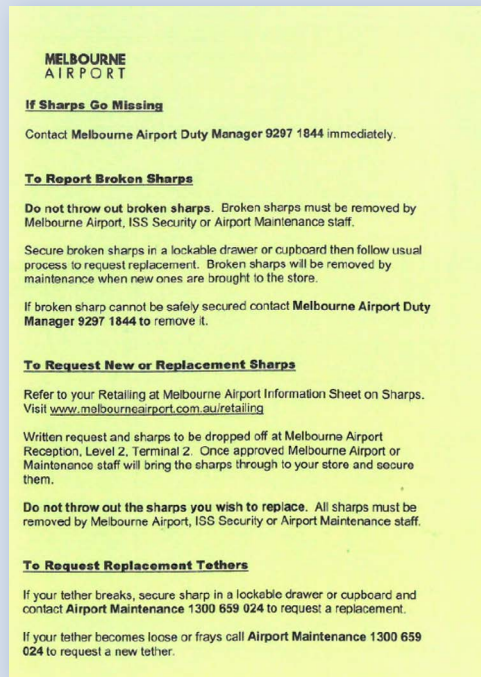 MELBOURNE
AIRPORT
If Sharps Go Missing
Contact Melbourne Airport Duty Manager 9297 1844 immediately.
To Report Broken Sharps
Do not throw out broken sharps. Broken sharps must be removed by
Melbourne Airport, ISS Security or Airport Maintenance staff.
Secure broken sharps in a lockable drawer or cupboard then follow usual
process to request replacement. Broken sharps will be removed by
maintenance when new ones are brought to the store.
If broken sharp cannot be safely secured contact Melbourne Airport Duty
Manager 9297 1844 to remove it.
To Request New or Replacement Sharps
Refer to your Retailing at Melbourne Airport Information Sheet on Sharps.
Visit www.melbourneairport.com.au/retailing
Written request and sharps to be dropped off at Melbourne Airport
Reception, Level 2, Terminal 2. Once approved Melbourne Airport or
Maintenance staff will bring the sharps through to your store and secure
them.
Do not throw out the sharps you wish to replace. All sharps must be
removed by Melbourne Airport, ISS Security or Airport Maintenance staff.
To Request Replacement Tethers
If your tether breaks, secure sharp in a lockable drawer or cupboard and
contact Airport Maintenance 1300 659 024 to request a replacement.
If your tether becomes loose or frays call Airport Maintenance 1300 659
024 to request a new tether.